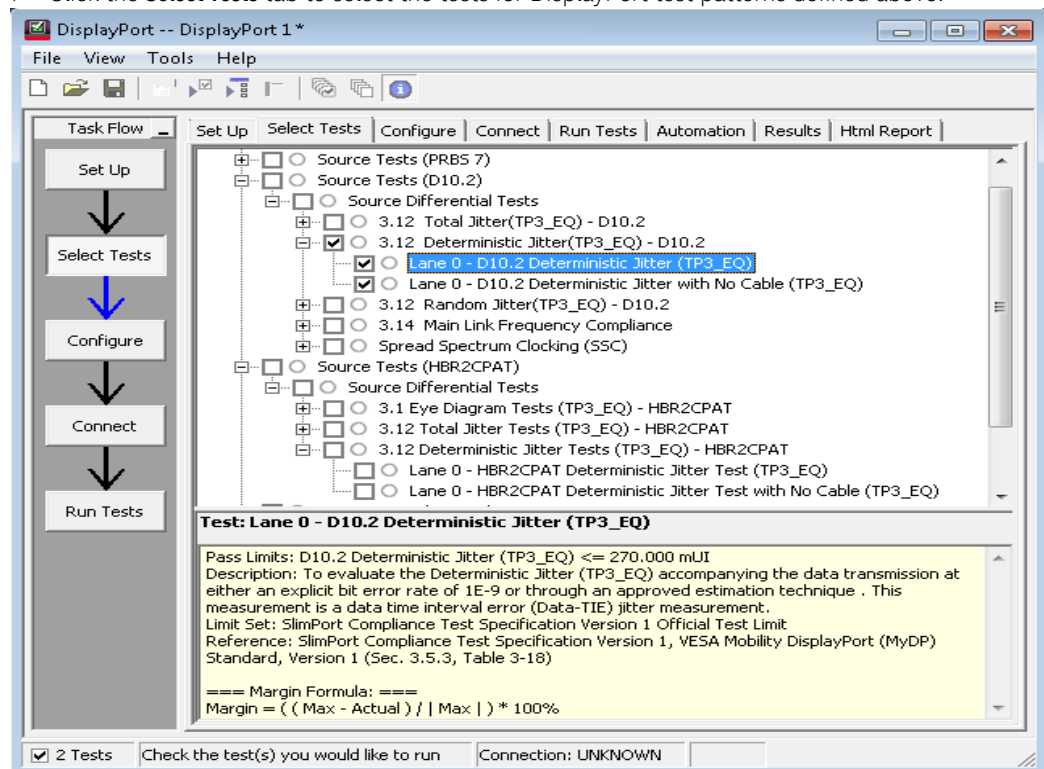 Click the Select Tests tab to select the tests for DisplayPort test patterns defined above.
DisplayPort -- DisplayPort 1 *
File View Tools Help
Task Flow
Set Up
Select Tests
Configure
Connect
Run Tests
Set Up Select Tests Configure Connect Run Tests Automation Results Html Report
Source Tests (PRBS 7)
Source Tests (D10.2)
Source Differential Tests
3.12 Total Jitter(TP3_EQ) - D10.2
3.12 Deterministic Jitter(TP3_EQ) - D10.2
Lane 0 - D10.2 Deterministic Jitter (TP3_EQ)
Lane 0 - D10.2 Deterministic Jitter with No Cable (TP3_EQ)
3.12 Random Jitter(TP3_EQ) - D10.2
3.14 Main Link Frequency Compliance
Spread Spectrum Clocking (SSC)
Source Tests (HBR2CPAT)
Source Differential Tests
3.1 Eye Diagram Tests (TP3_EQ) - HBR2CPAT
3.12 Total Jitter Tests (TP3_EQ) - HBR2CPAT
3.12 Deterministic Jitter Tests (TP3_EQ) - HBR2CPAT
Lane 0 - HBR2CPAT Deterministic Jitter Test (TP3_EQ)
Lane 0 - HBR2CPAT Deterministic Jitter Test with No Cable (TP3_EQ)
Test: Lane 0 - D10.2 Deterministic Jitter (TP3_EQ)
Pass Limits: D10.2 Deterministic Jitter (TP3_EQ) <= 270.000 mUI
Description: To evaluate the Deterministic Jitter (TP3_EQ) accompanying the data transmission at
either an explicit bit error rate of 1E-9 or through an approved estimation technique . This
measurement is a data time interval error (Data-TIE) jitter measurement.
Limit Set: SlimPort Compliance Test Specification Version 1 Official Test Limit
Reference: SlimPort Compliance Test Specification Version 1, VESA Mobility DisplayPort (MyDP)
Standard, Version 1 (Sec. 3.5.3, Table 3-18)
=== Margin Formula: ===
Margin = ( ( Max - Actual ) / | Max | ) * 100%
2 Tests Check the test(s) you would like to run Connection: UNKNOWN